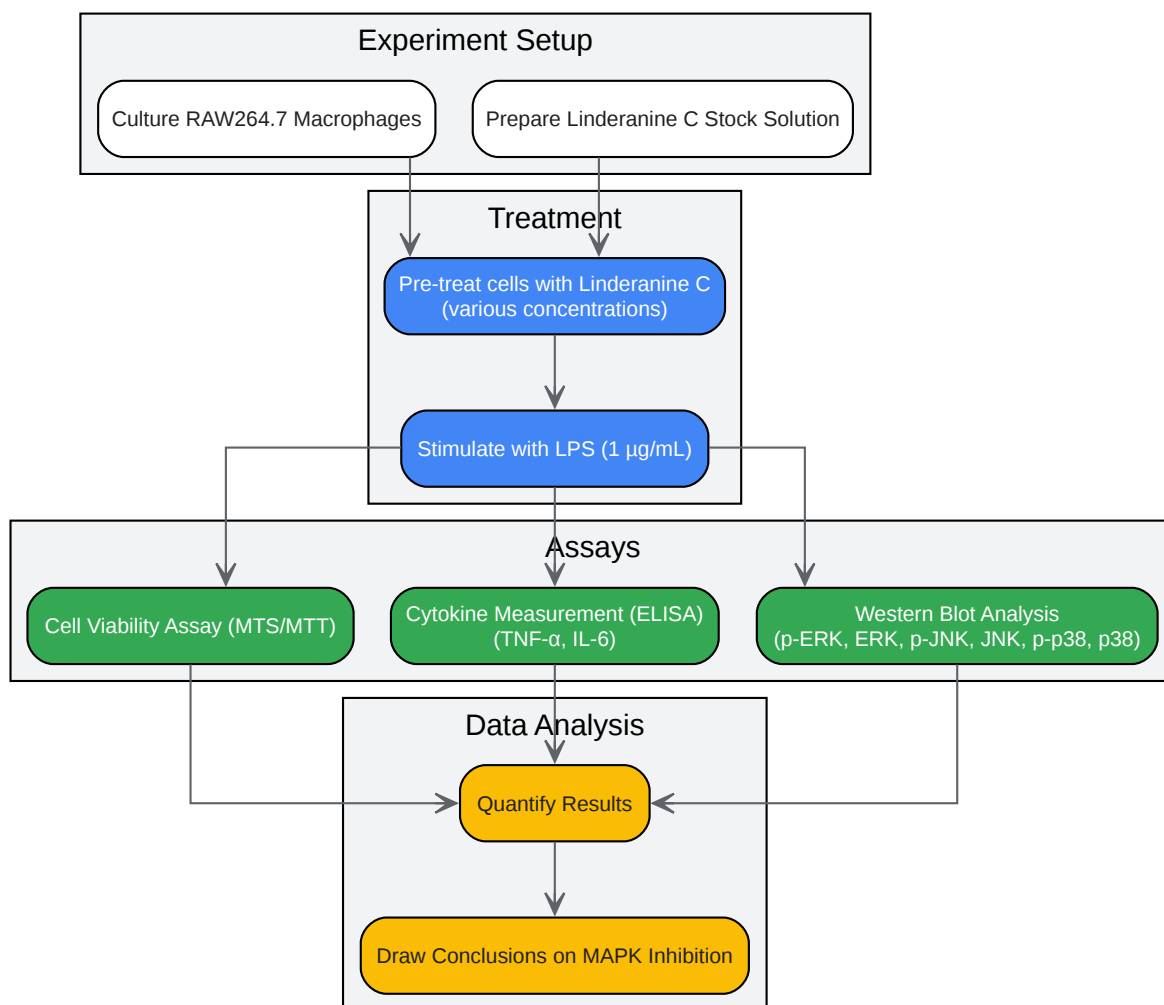 Experiment Setup
Culture RAW264.7 Macrophages
Prepare Linderanine C Stock Solution
Treatment
Pre-treat cells with Linderanine C
(various concentrations)
Stimulate with LPS (1 µg/mL)
Assays
Cell Viability Assay (MTS/MTT)
Cytokine Measurement (ELISA)
(TNF-α, IL-6)
Western Blot Analysis
(p-ERK, ERK, p-JNK, JNK, p-p38, p38)
Data Analysis
Quantify Results
Draw Conclusions on MAPK Inhibition